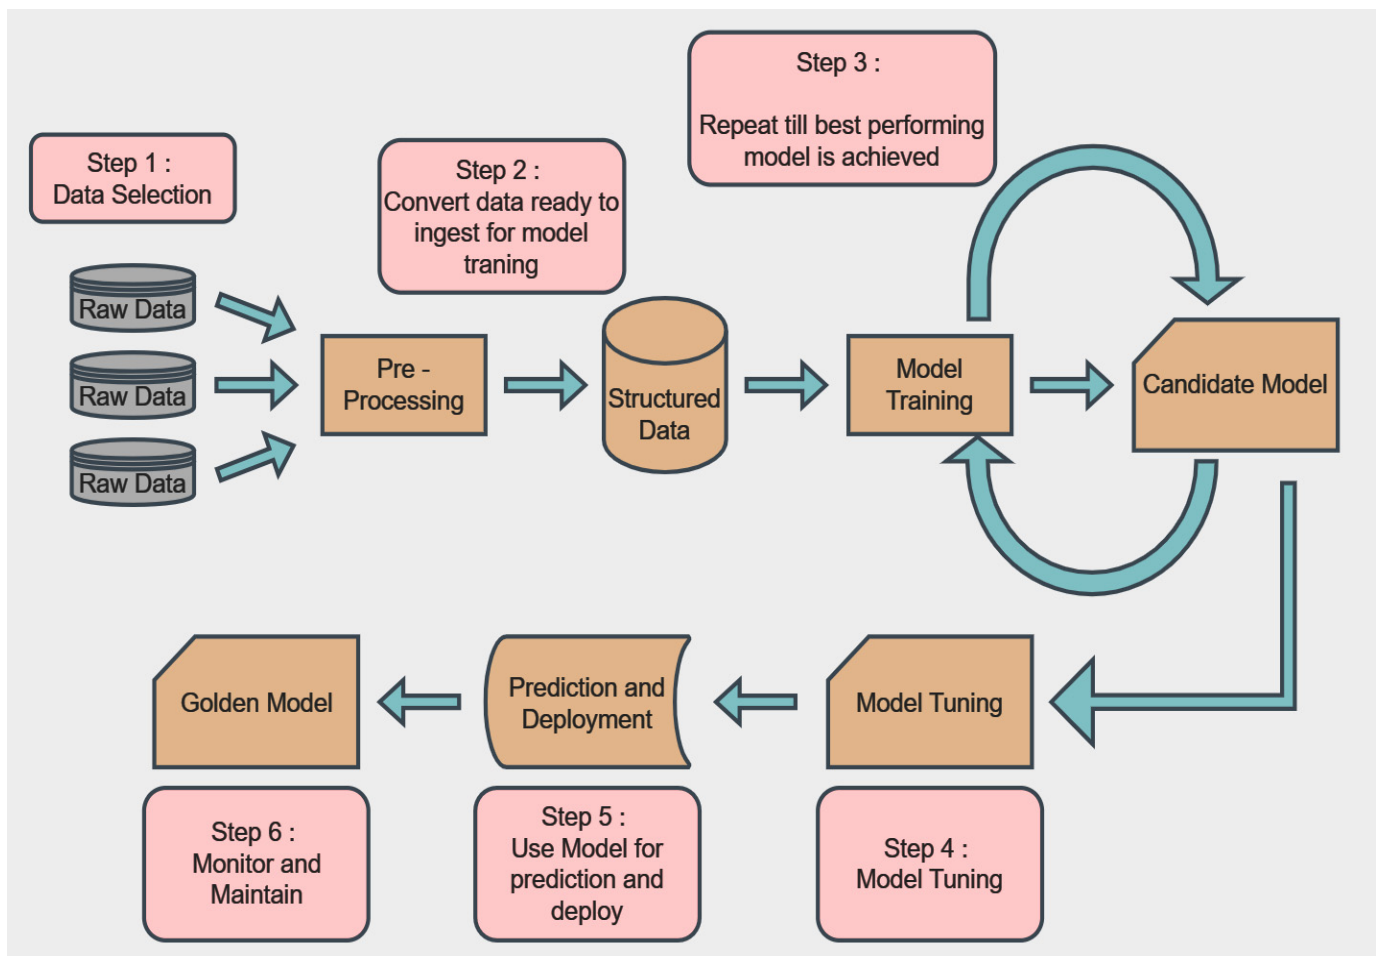 Step 1 :
Data Selection
Raw Data
Raw Data
Raw Data
Step 2 :
Convert data ready to
ingest for model
traning
Pre -
Processing
Structured
Data
Step 3 :
Repeat till best performing
model is achieved
Model
Training
Candidate Model
Model Tuning
Step 4 :
Model Tuning
Prediction and
Deployment
Step 5 :
Use Model for
prediction and
deploy
Golden Model
Step 6 :
Monitor and
Maintain